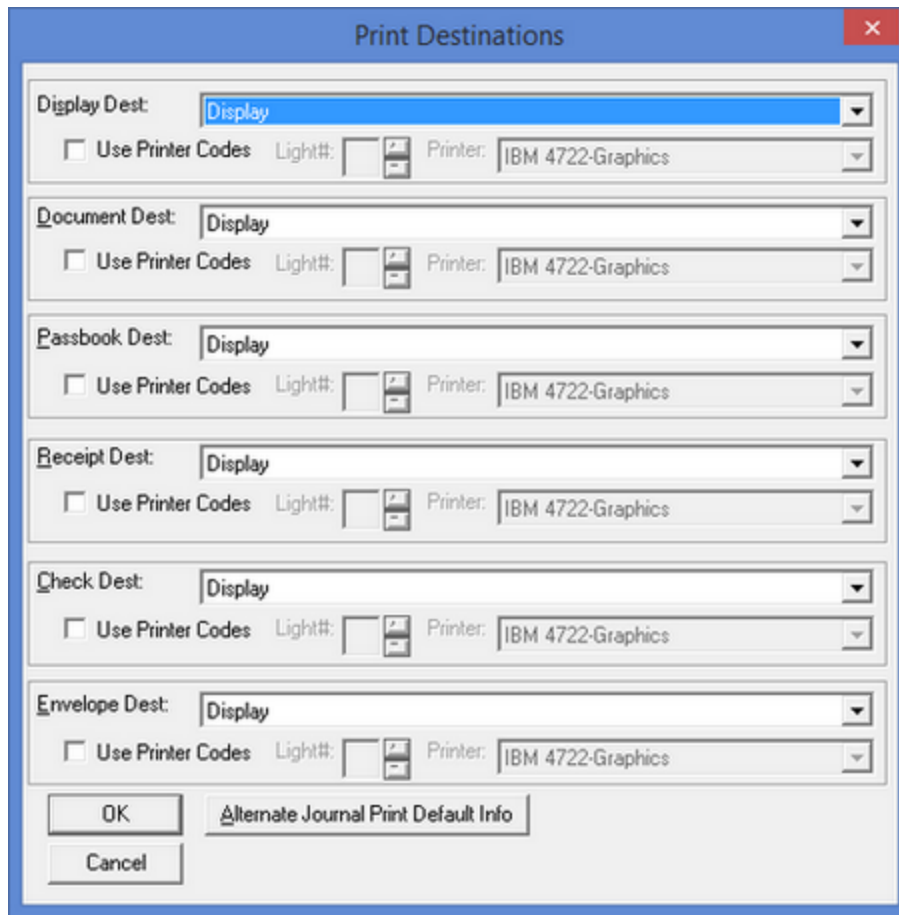 Print Destinations
Display Dest: Display
Use Printer Codes Light#: Printer: IBM 4722-Graphics
Document Dest: Display
Use Printer Codes Light#: Printer: IBM 4722-Graphics
Passbook Dest: Display
Use Printer Codes Light#: Printer: IBM 4722-Graphics
Receipt Dest: Display
Use Printer Codes Light#: Printer: IBM 4722-Graphics
Check Dest: Display
Use Printer Codes Light#: Printer: IBM 4722-Graphics
Envelope Dest: Display
Use Printer Codes Light#: Printer: IBM 4722-Graphics
OK Alternate Journal Print Default Info
Cancel